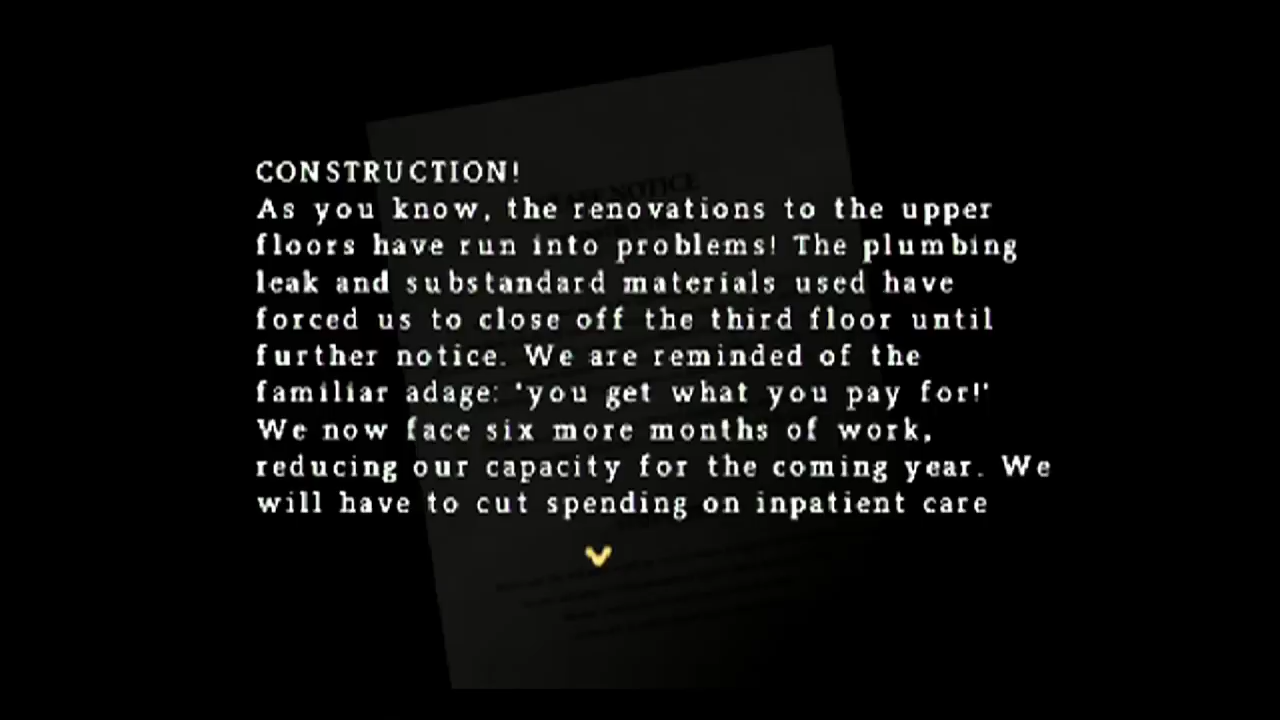 CONSTRUCTION!
As you know, the renovations to the upper
floors have run into problems! The plumbing
leak and substandard materials used have
forced us to close off the third floor until
further notice. We are reminded of the
familiar adage: 'you get what you pay for!'
We now face six more months of work,
reducing our capacity for the coming year. We
will have to cut spending on inpatient care
NOTICE